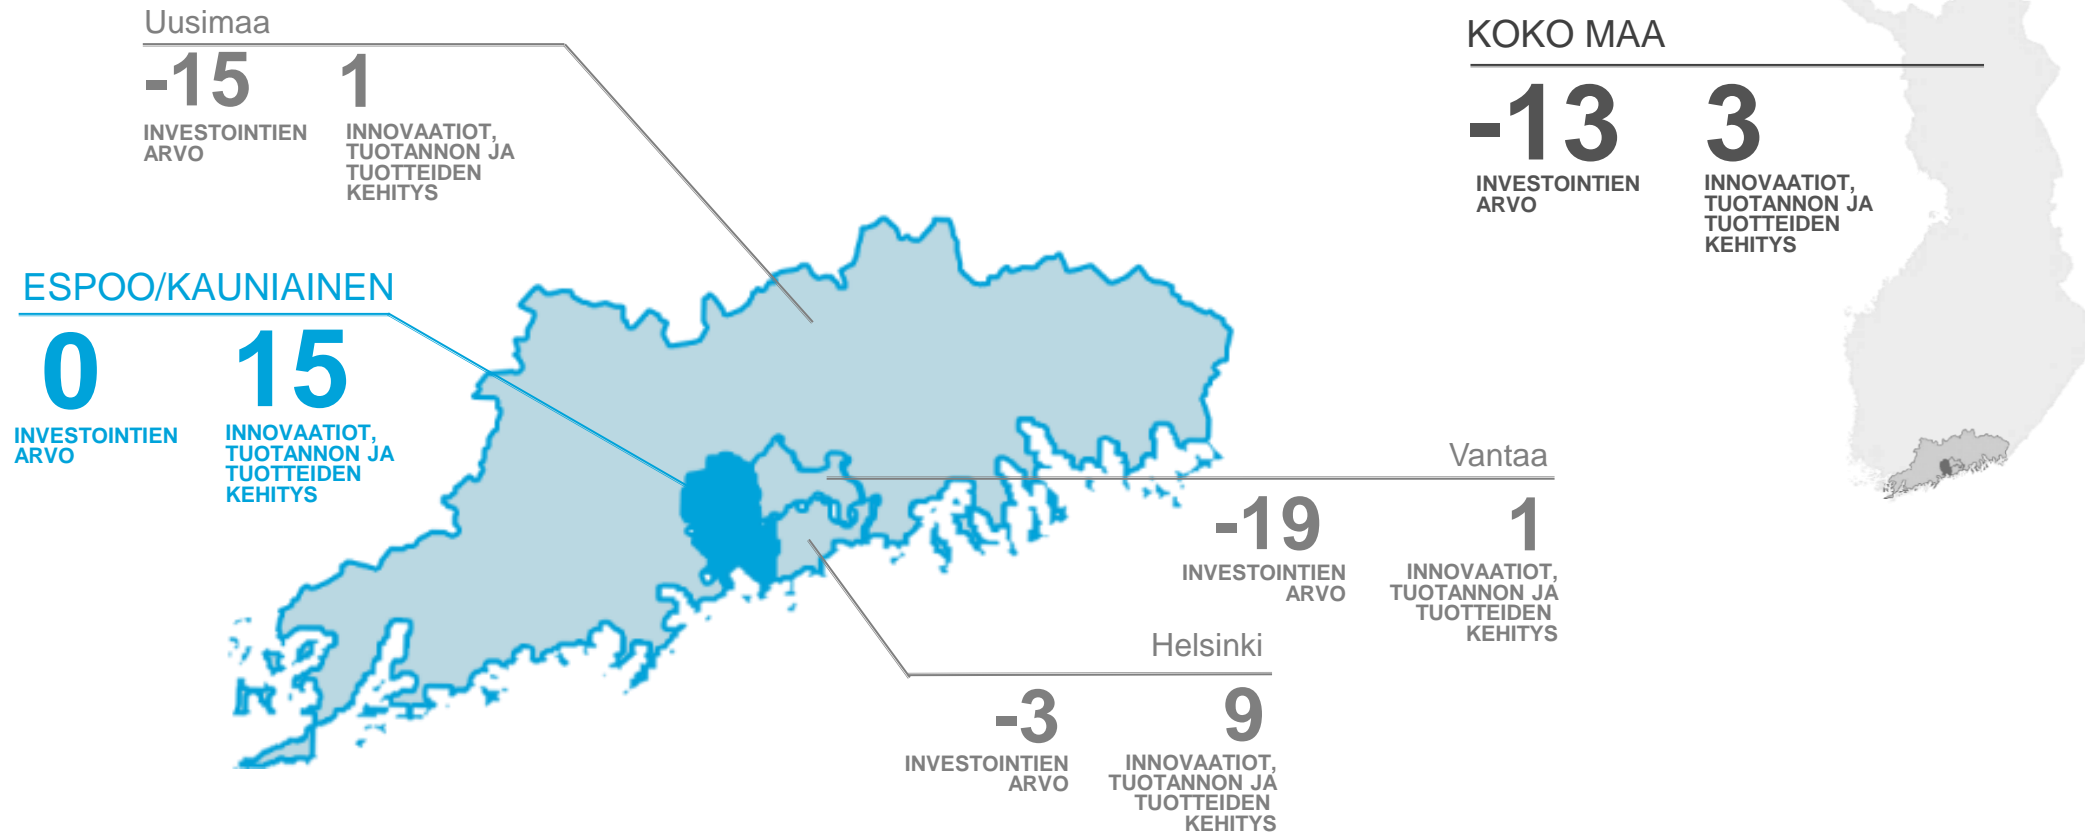 Uusimaa
-15 1
INVESTOINTIEN
ARVO
INNOVAATIOT,
TUOTANNON JA
TUOTTEIDEN
KEHITYS
KOKO MAA
-13 3
INVESTOINTIEN
ARVO
INNOVAATIOT,
TUOTANNON JA
TUOTTEIDEN
KEHITYS
ESPOO/KAUNIAINEN
0 15
INVESTOINTIEN
ARVO
INNOVAATIOT,
TUOTANNON JA
TUOTTEIDEN
KEHITYS
Vantaa
-19 1
INVESTOINTIEN
ARVO
INNOVAATIOT,
TUOTANNON JA
TUOTTEIDEN
KEHITYS
Helsinki
-3 9
INVESTOINTIEN
ARVO
INNOVAATIOT,
TUOTANNON JA
TUOTTEIDEN
KEHITYS